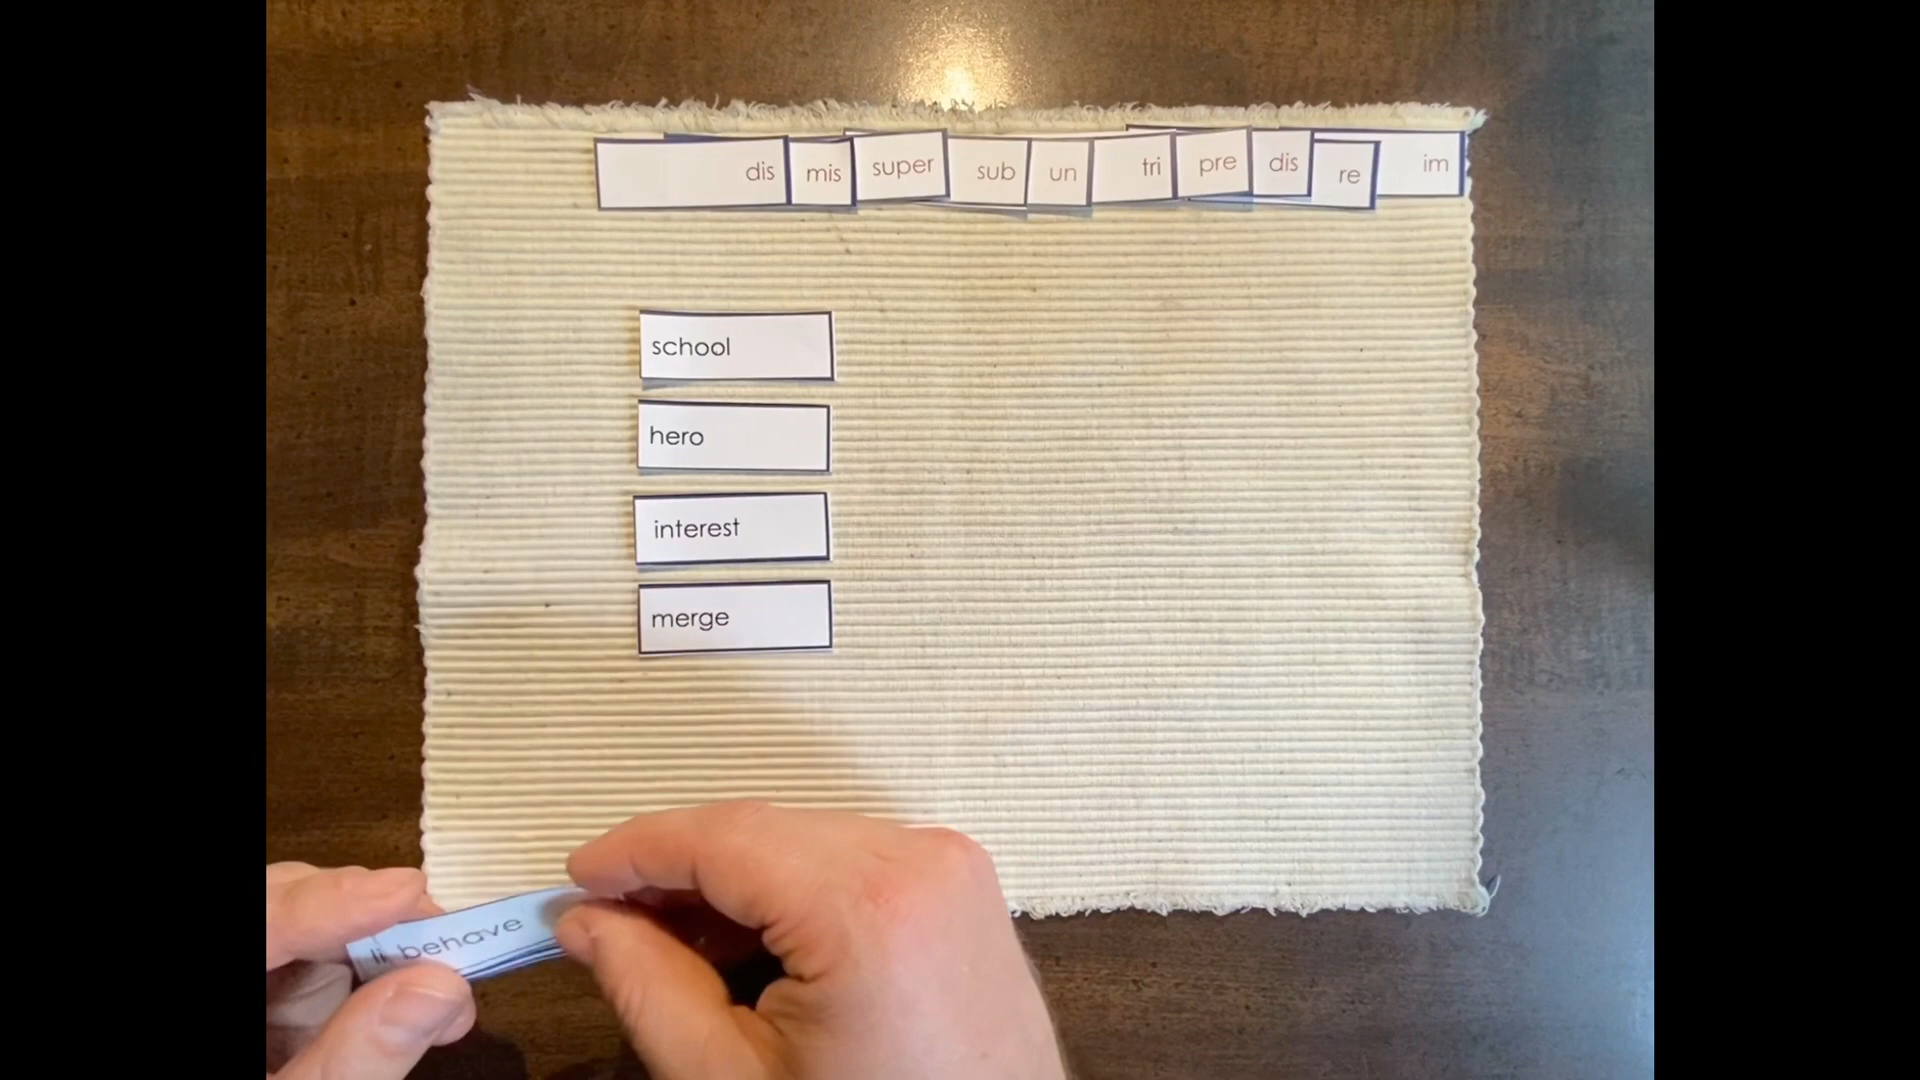 dis mis super sub un tri pre dis re im
school
hero
interest
merge
behave